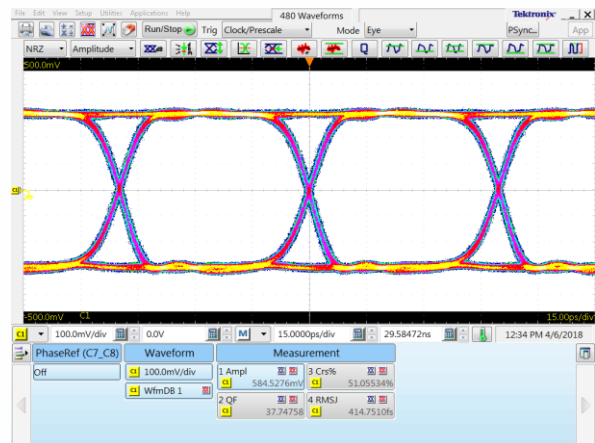 File Edit View Setup Utilities Applications Help 480 Waveforms Tektronix
Run/Stop Trig Clock/Prescale Mode Eye PSync... App
NRZ Amplitude
500.0mV
C1
-500.0mV C1 15.00ps/div
C1 100.0mV/div 0.0V M 15.0000ps/div 29.58472ns 12:34 PM 4/6/2018
PhaseRef (C7_C8) Waveform Measurement
Off C1 100.0mV/div 1 Ampl 3 Crs%
C1 584.5276mV C1 51.05534%
C1 WfmDB 1 2 QF 4 RMSJ
C1 37.74758 C1 414.7510fs